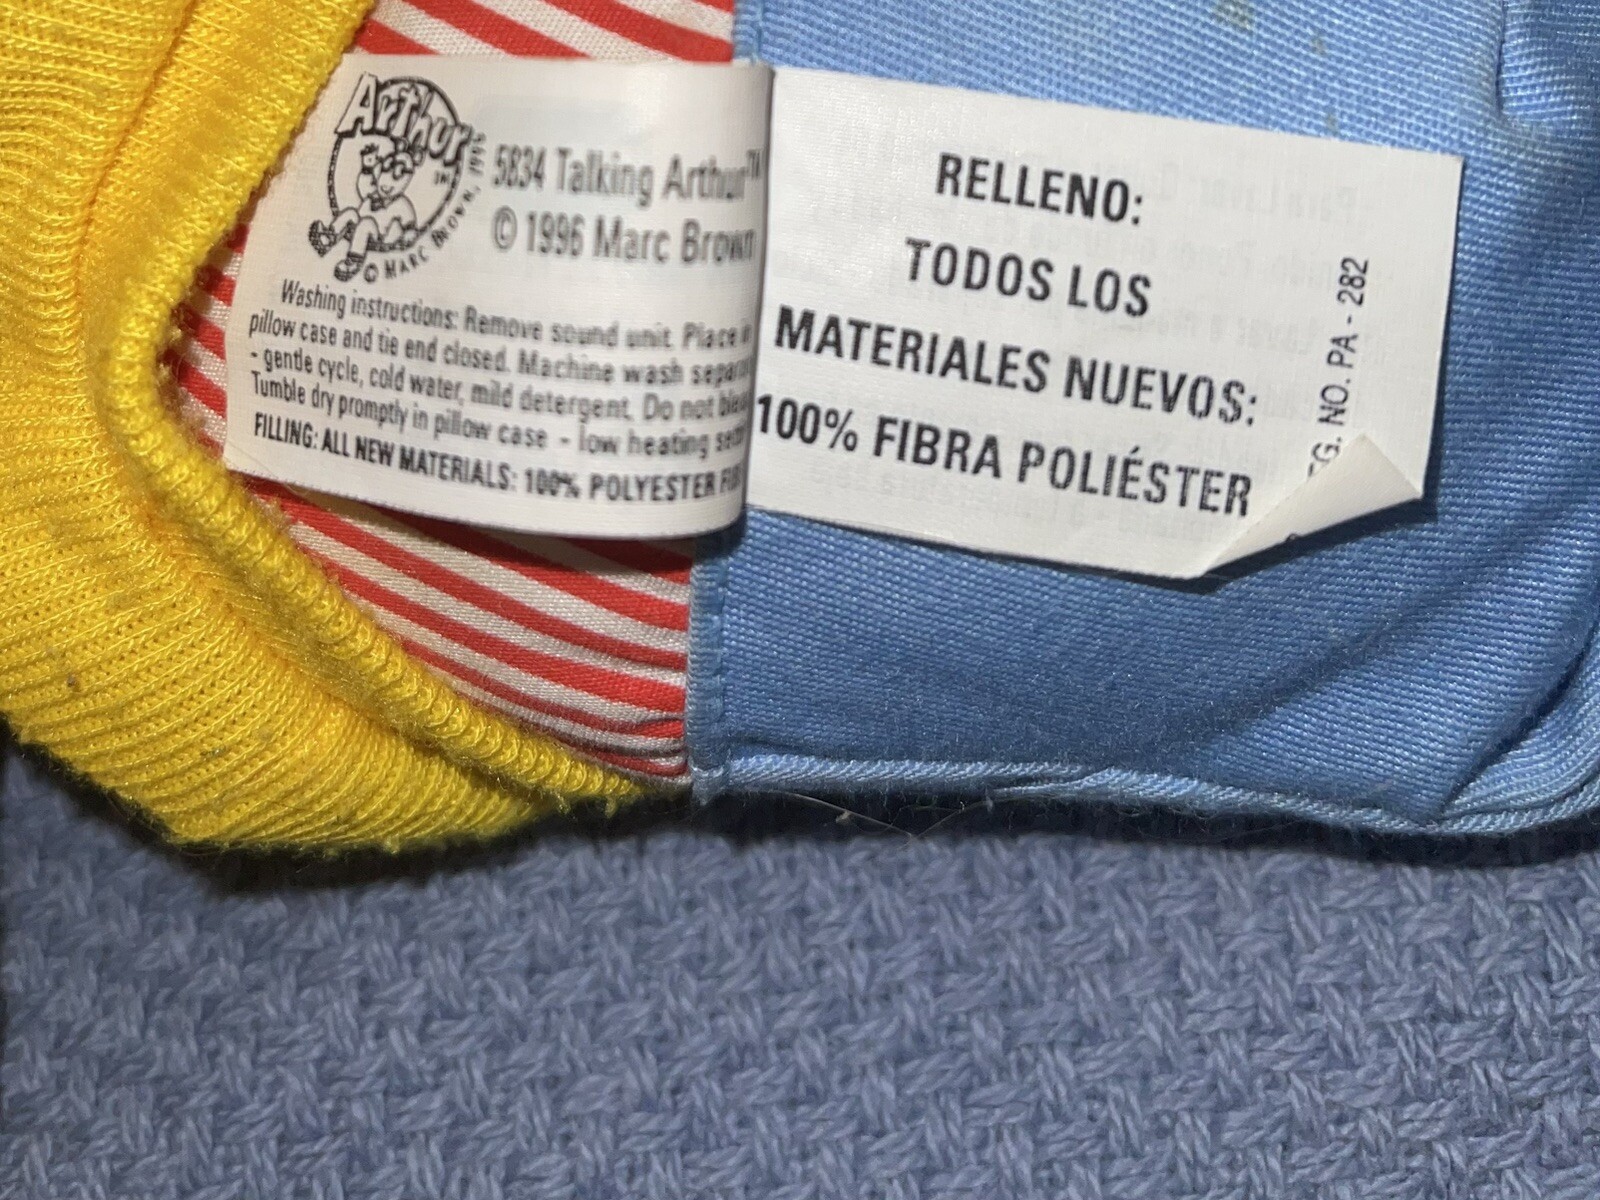 Arthur
TM
© MARC BROWN, 1995
5834 Talking Arthur™
© 1996 Marc Brown
Washing instructions: Remove sound unit. Place
pillow case and tie end closed. Machine wash
- gentle cycle, cold water, mild detergent. Do not
Tumble dry promptly in pillow case - low heating
FILLING: ALL NEW MATERIALS: 100% POLYESTER
RELLENO:
TODOS LOS
MATERIALES NUEVOS:
100% FIBRA POLIÉSTER
NO. PA - 282